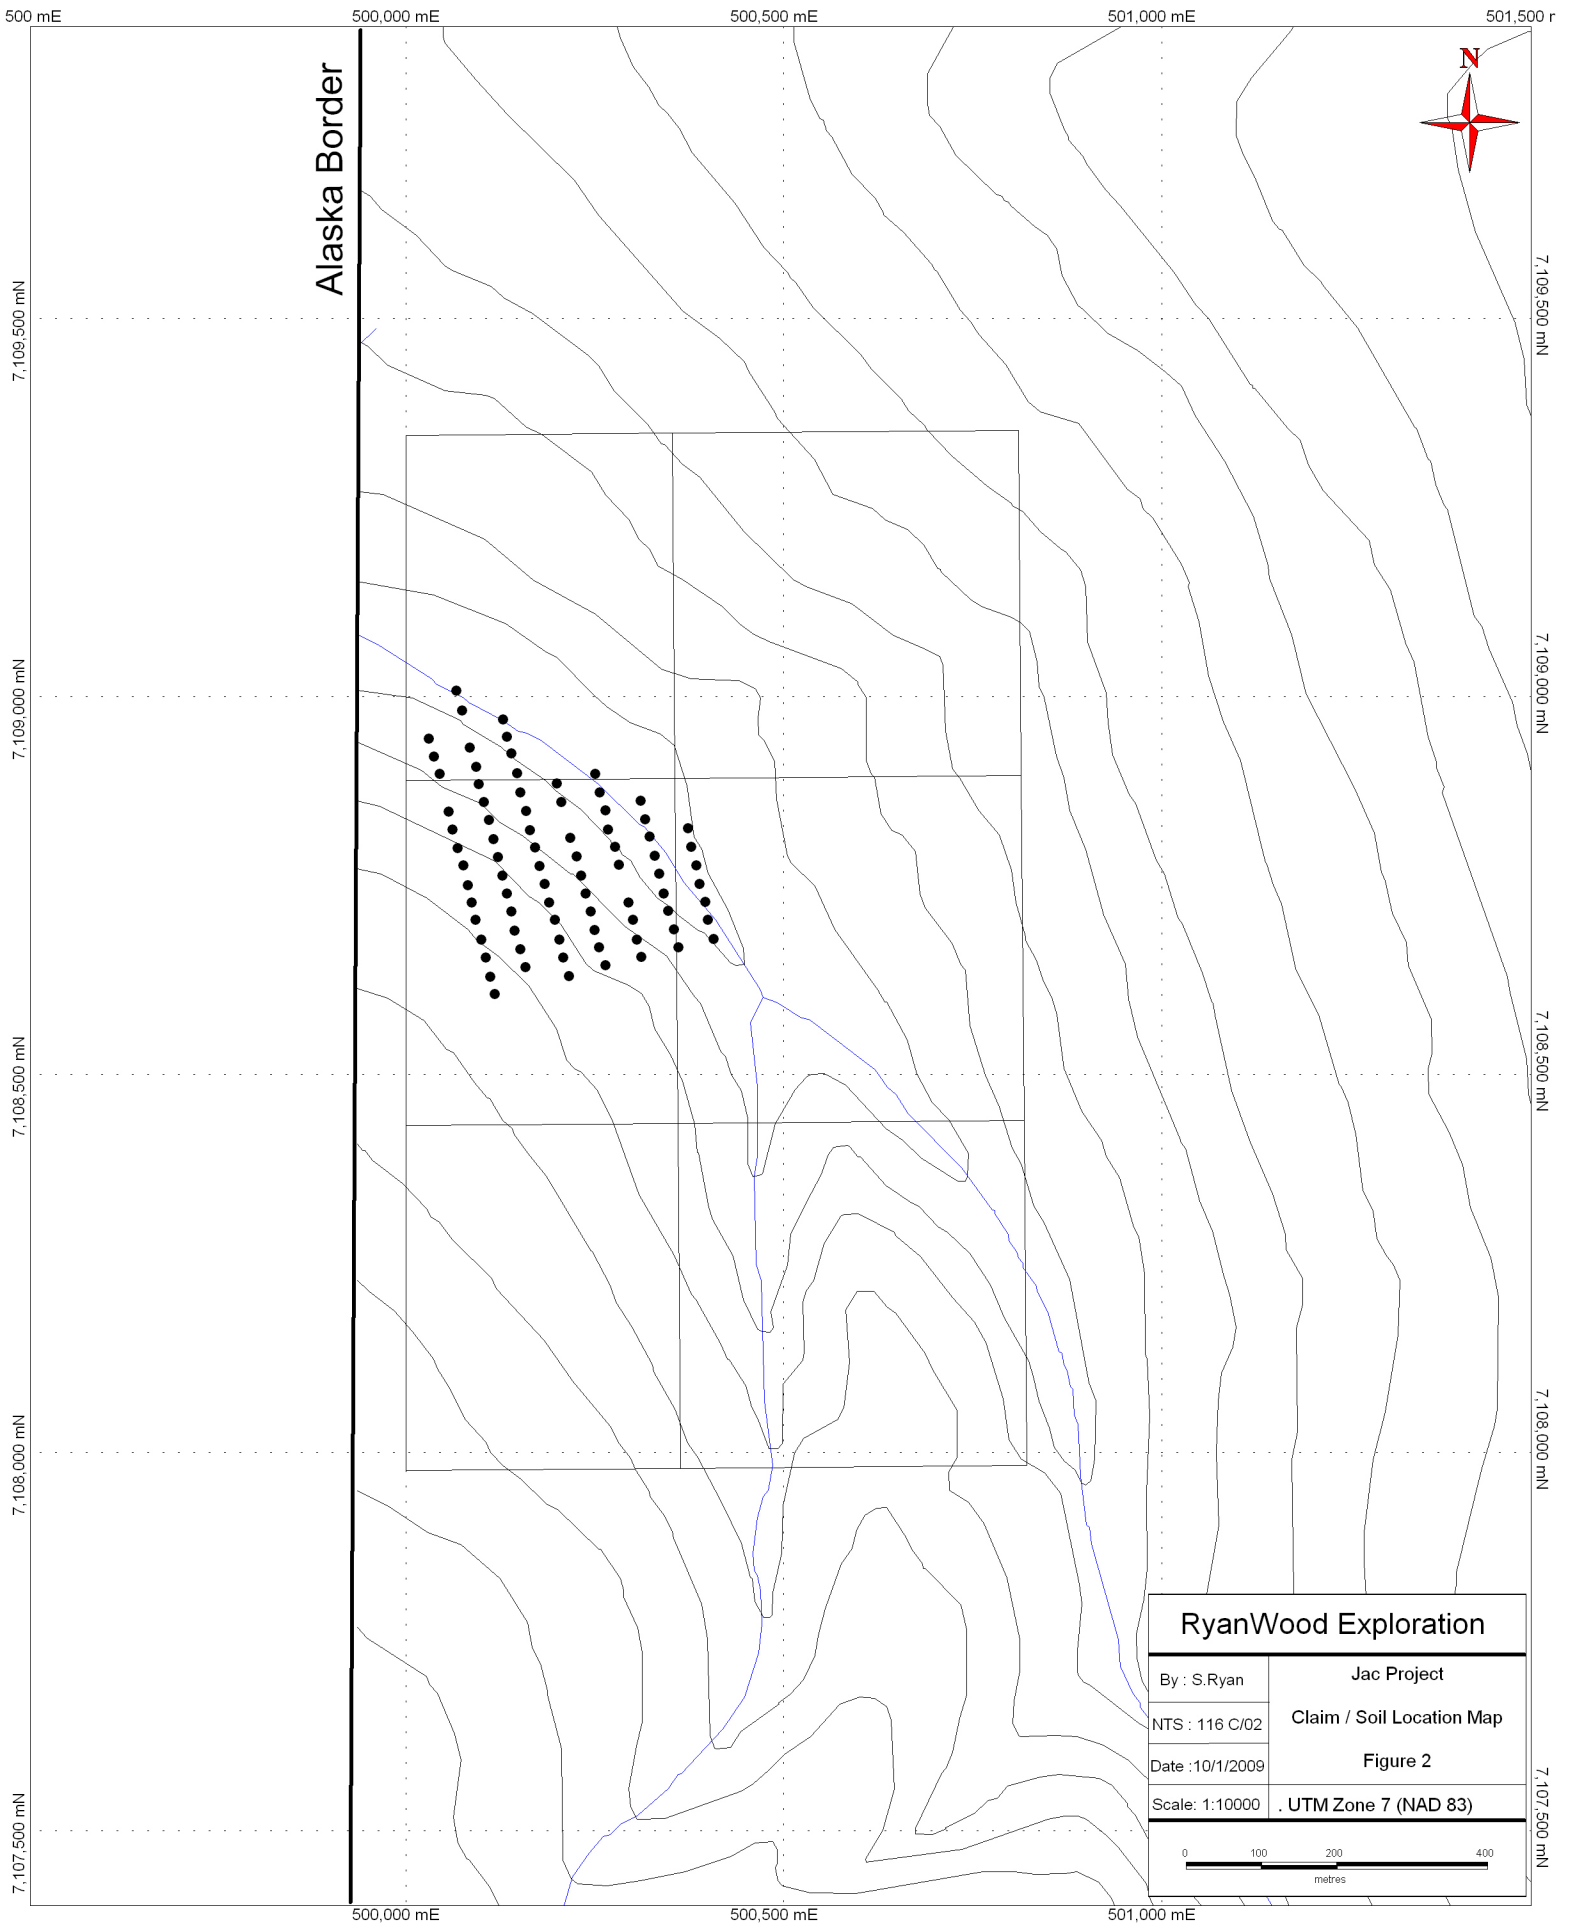 500 mE
500,000 mE
500,500 mE
501,000 mE
501,500 r
N
Alaska Border
7,109,500 mN
7,109,500 mN
7,109,000 mN
7,109,000 mN
7,108,500 mN
7,108,500 mN
7,108,000 mN
7,108,000 mN
7,107,500 mN
7,107,500 mN
RyanWood Exploration
By : S.Ryan
Jac Project
NTS : 116 C/02
Claim / Soil Location Map
Date :10/1/2009
Figure 2
Scale: 1:10000
. UTM Zone 7 (NAD 83)
0 100 200 400
metres
500,000 mE
500,500 mE
501,000 mE